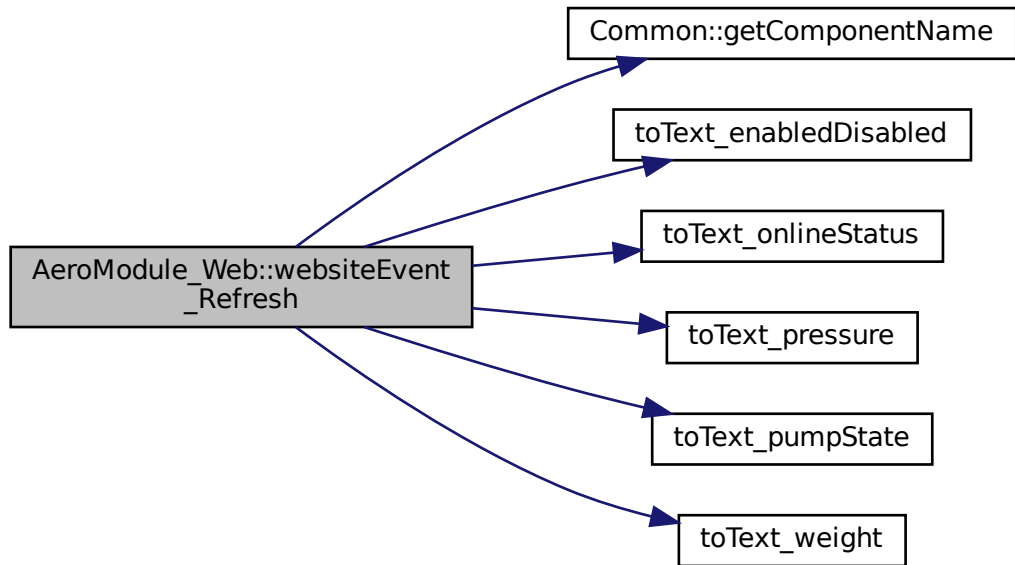 Common::getComponentName
toText_enabledDisabled
toText_onlineStatus
AeroModule_Web::websiteEvent
_Refresh
toText_pressure
toText_pumpState
toText_weight